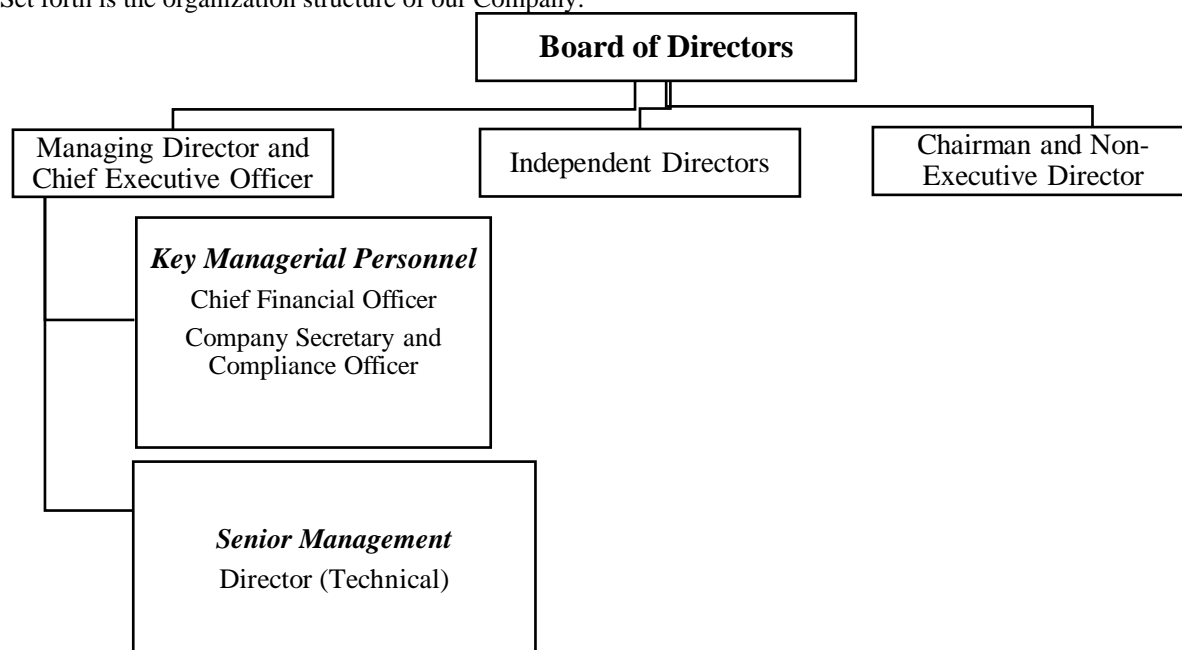 Set forth is the organization structure of our Company:
Board of Directors
Managing Director and
Chief Executive Officer
Independent Directors
Chairman and Non-
Executive Director
Key Managerial Personnel
Chief Financial Officer
Company Secretary and
Compliance Officer
Senior Management
Director (Technical)